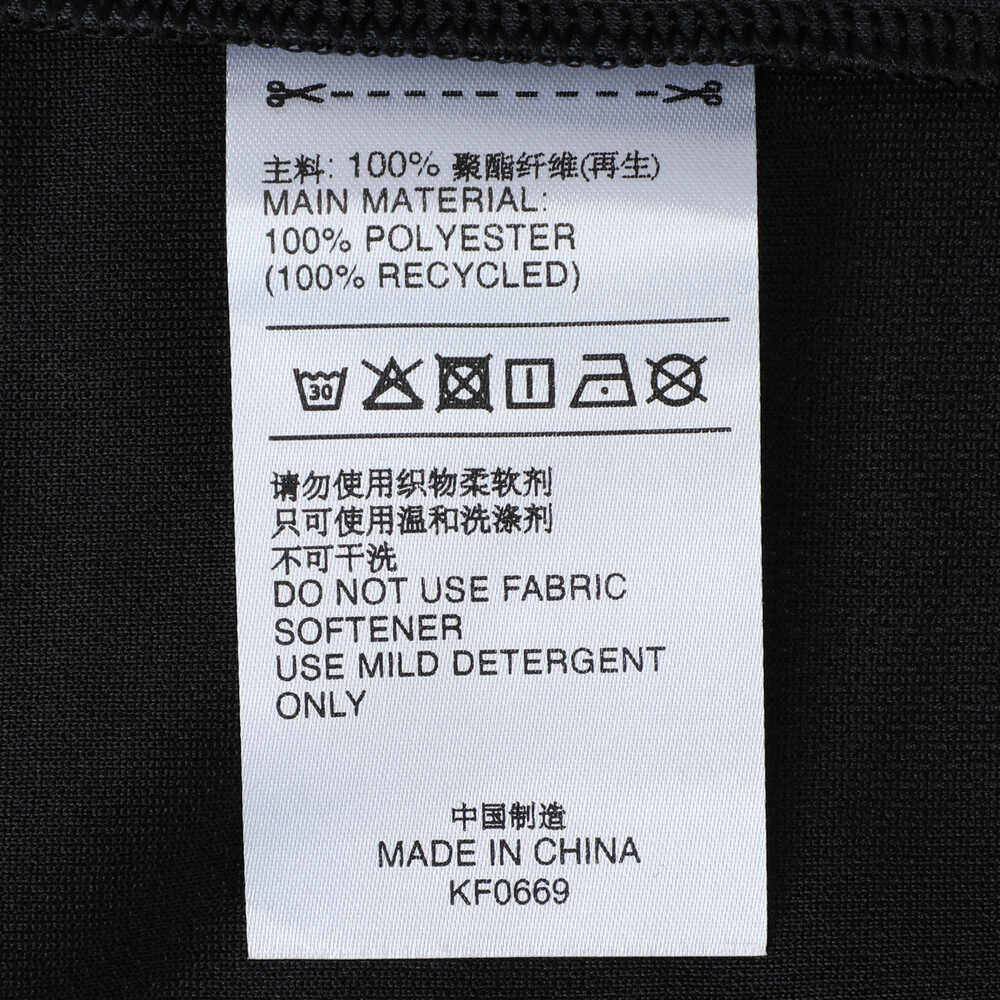 主料: 100% 聚酯纤维(再生)
MAIN MATERIAL:
100% POLYESTER
(100% RECYCLED)
30
请勿使用织物柔软剂
只可使用温和洗涤剂
不可干洗
DO NOT USE FABRIC
SOFTENER
USE MILD DETERGENT
ONLY
中国制造
MADE IN CHINA
KF0669